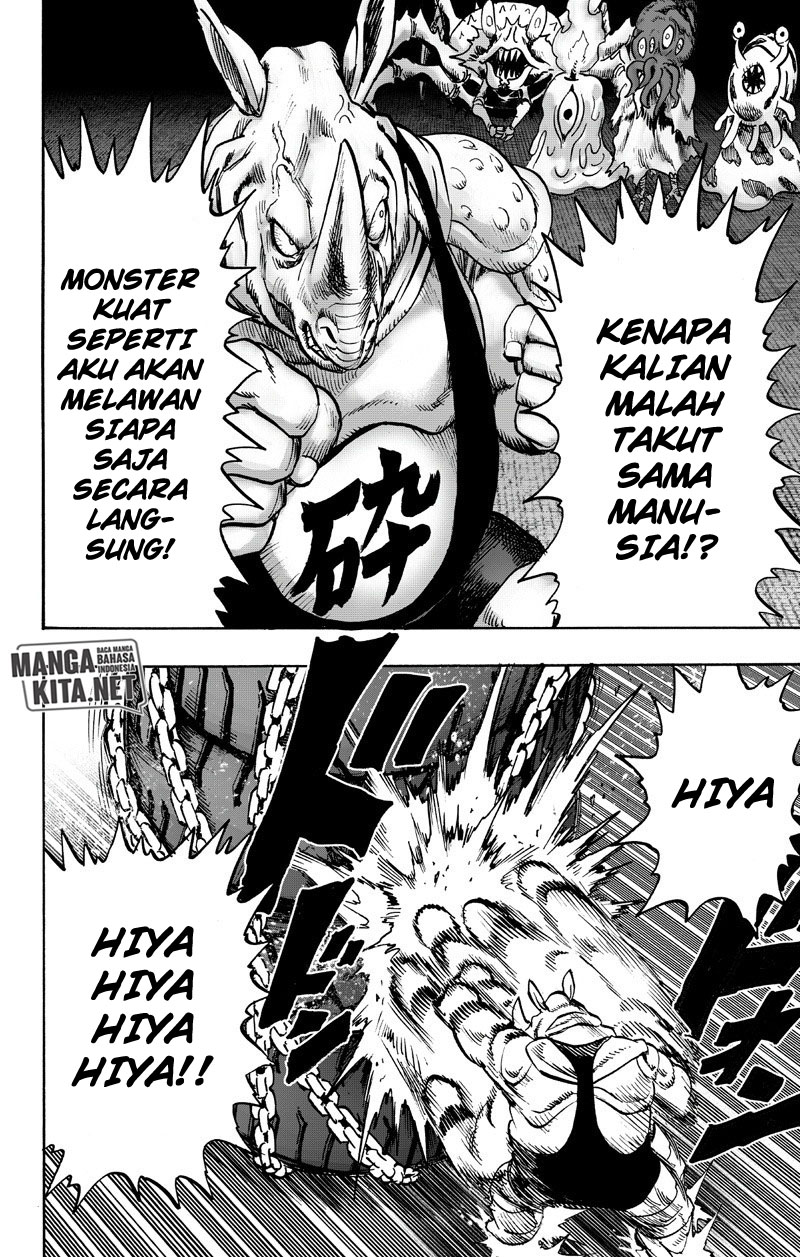 KENAPA
KALIAN
MALAH
TAKUT
SAMA
MANU-
SIA!?
MONSTER
KUAT
SEPERTI
AKU AKAN
MELAWAN
SIAPA
SAJA
SECARA
LANG-
SUNG!
砕
MANGA
KITA.NET
BACA MANGA
BAHASA
INDONESIA
HIYA
HIYA
HIYA
HIYA
HIYA!!